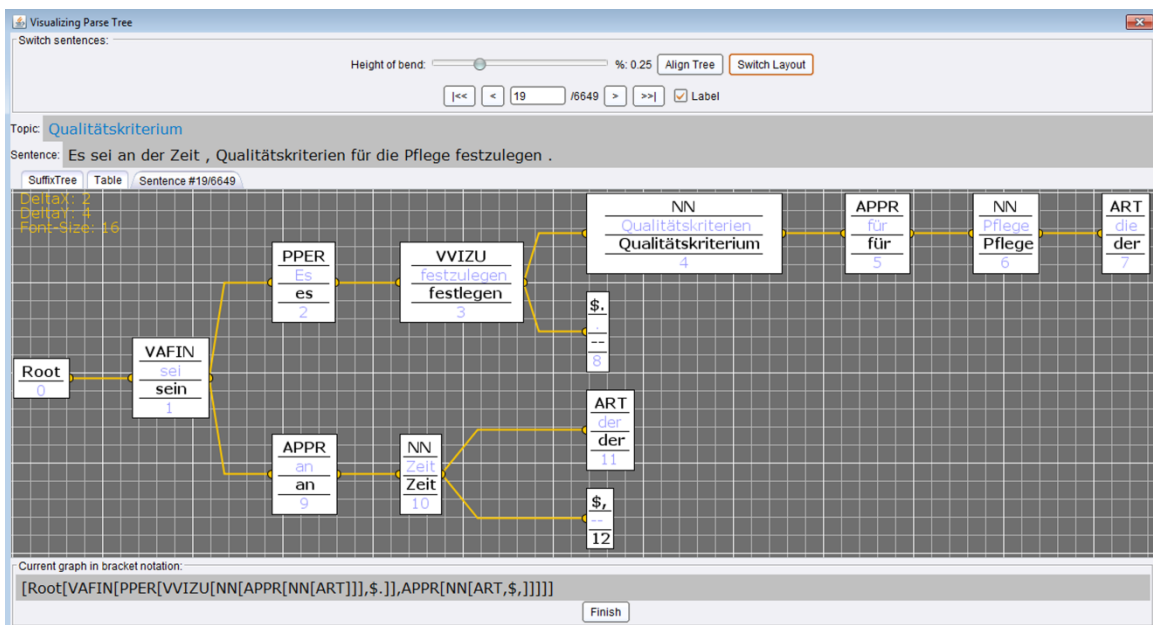 Visualizing Parse Tree
Switch sentences:
Height of bend: %: 0.25 Align Tree Switch Layout
|<< < 19 /6649 > >>| Label
Topic: Qualitätskriterium
Sentence: Es sei an der Zeit , Qualitätskriterien für die Pflege festzulegen .
SuffixTree Table Sentence #19/6649
DeltaX: 2
DeltaY: 4
Font-Size: 16
Root
0
VAFIN
sei
sein
1
PPER
Es
es
2
VVIZU
festzulegen
festlegen
3
NN
Qualitätskriterien
Qualitätskriterium
4
APPR
für
für
5
NN
Pflege
Pflege
6
ART
die
der
7
$.
.
--
8
APPR
an
an
9
NN
Zeit
Zeit
10
ART
der
der
11
$,
--
12
Current graph in bracket notation:
[Root[VAFIN[PPER[VVIZU[NN[APPR[NN[ART]]],$.]],APPR[NN[ART,$,]]]]]
Finish